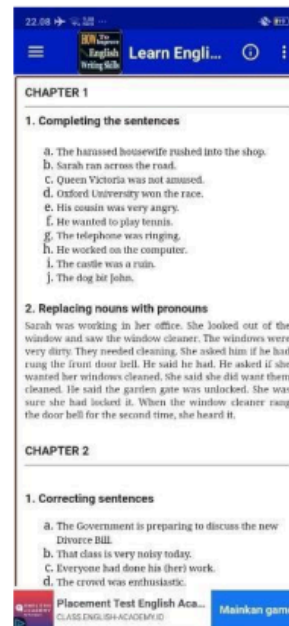 22.08
HOW To
Improve
English
Writing Skills
Learn Engli...
CHAPTER 1
1. Completing the sentences
a. The harassed housewife rushed into the shop.
b. Sarah ran across the road.
c. Queen Victoria was not amused.
d. Oxford University won the race.
e. His cousin was very angry.
f. He wanted to play tennis.
g. The telephone was ringing.
h. He worked on the computer.
i. The castle was a ruin.
j. The dog bit John.
2. Replacing nouns with pronouns
Sarah was working in her office. She looked out of the
window and saw the window cleaner. The windows were
very dirty. They needed cleaning. She asked him if he had
rung the front door bell. He said he had. He asked if she
wanted her windows cleaned. She said she did want them
cleaned. He said the garden gate was unlocked. She was
sure she had locked it. When the window cleaner rang
the door bell for the second time, she heard it.
CHAPTER 2
1. Correcting sentences
a. The Government is preparing to discuss the new
Divorce Bill.
b. That class is very noisy today.
c. Everyone had done his (her) work.
d. The crowd was enthusiastic.
Placement Test English Aca...
CLASS.ENGLISH-ACADEMY.ID
Mainkan game